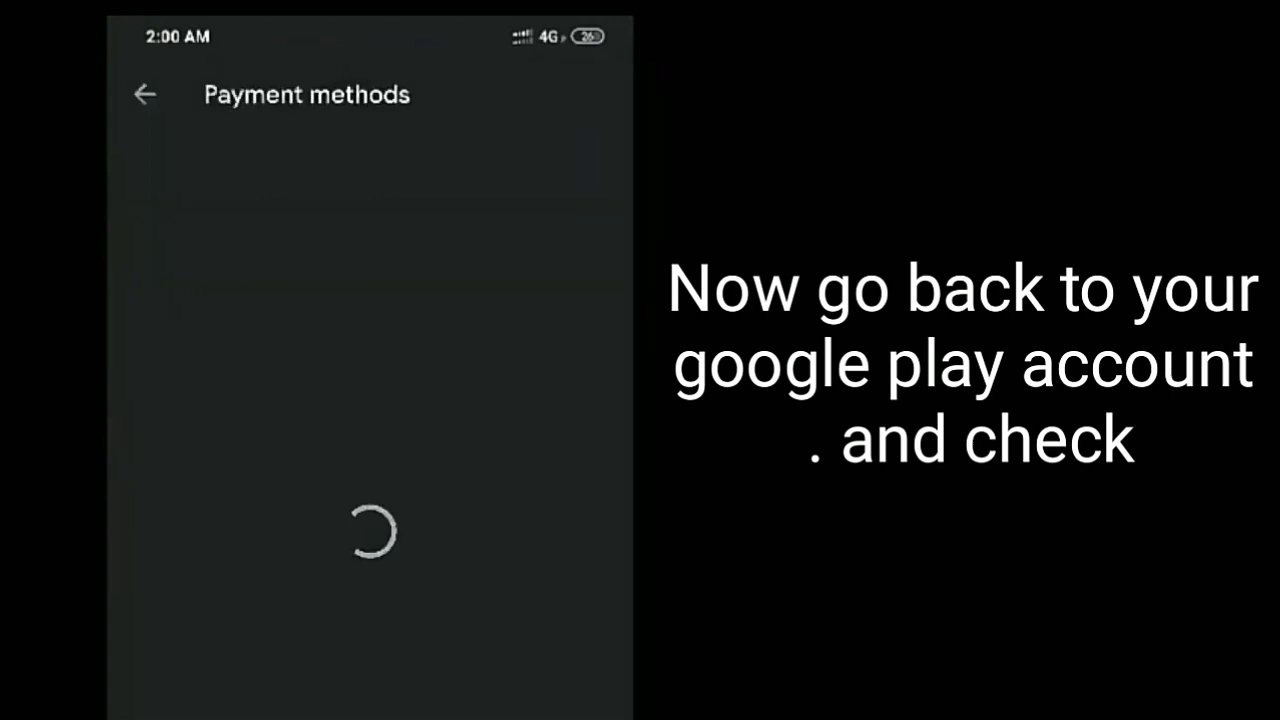 2:00 AM 4G 26
Payment methods
Now go back to your
google play account
. and check